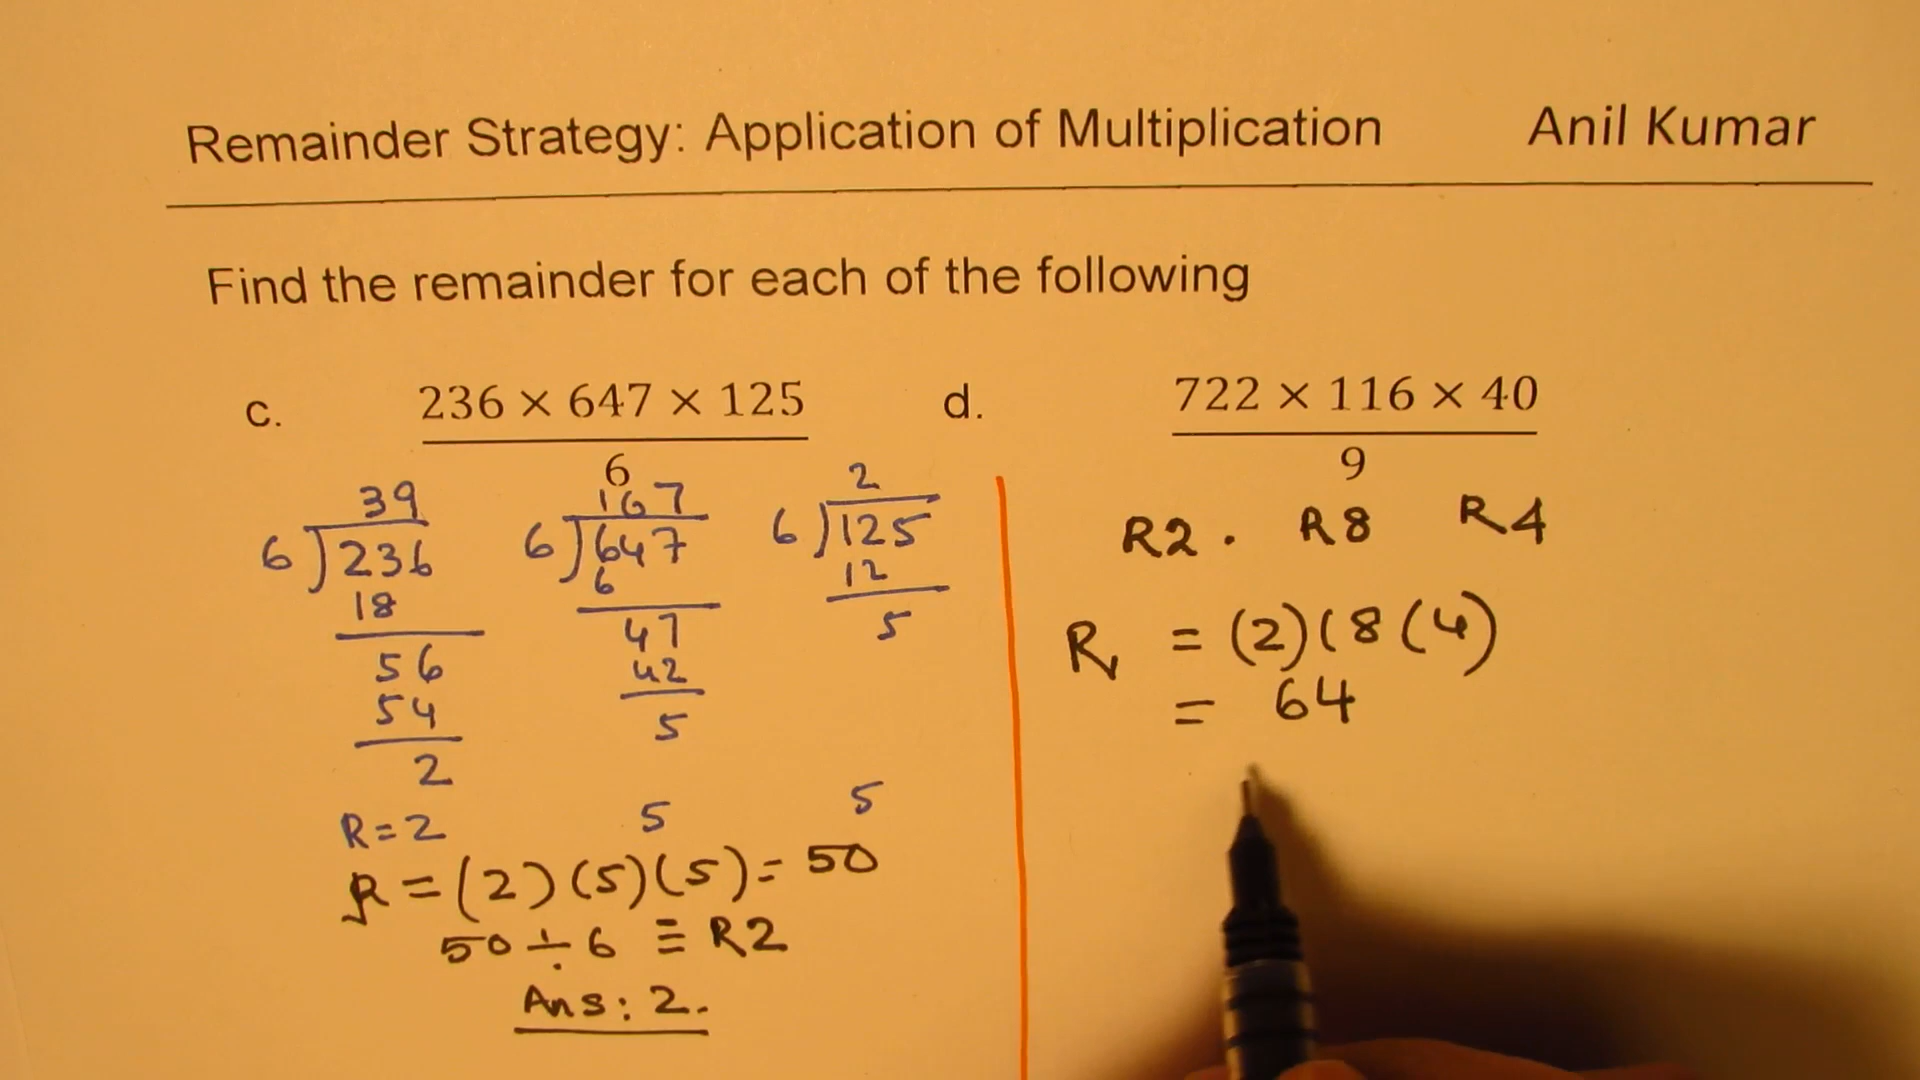 Remainder Strategy: Application of Multiplication Anil Kumar
Find the remainder for each of the following
c. 236 × 647 × 125
6
39
6)236
18
56
54
2
R=2
167
6)647
6
47
42
5
5
2
6)125
12
5
5
R=(2)(5)(5)=50
50÷6 ≡ R2
Ans: 2.
d. 722 × 116 × 40
9
R2 . R8 R4
R = (2)(8(4)
= 64